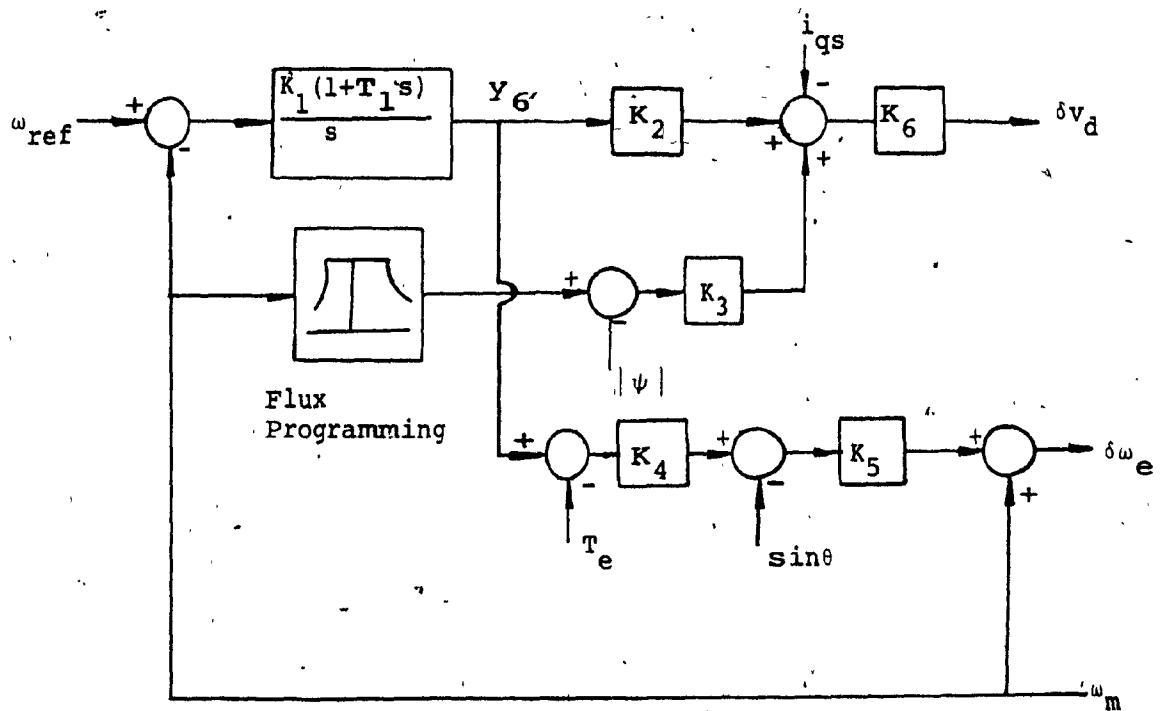 i_qs
K_1(1+T_1s)
s
Y_6
K_2
K_6
δv_d
ω_ref
+
-
-
+
+
K_3
+
-
|ψ|
Flux
Programming
+
-
K_4
+
-
K_5
+
+
δω_e
T_e
sinθ
ω_m